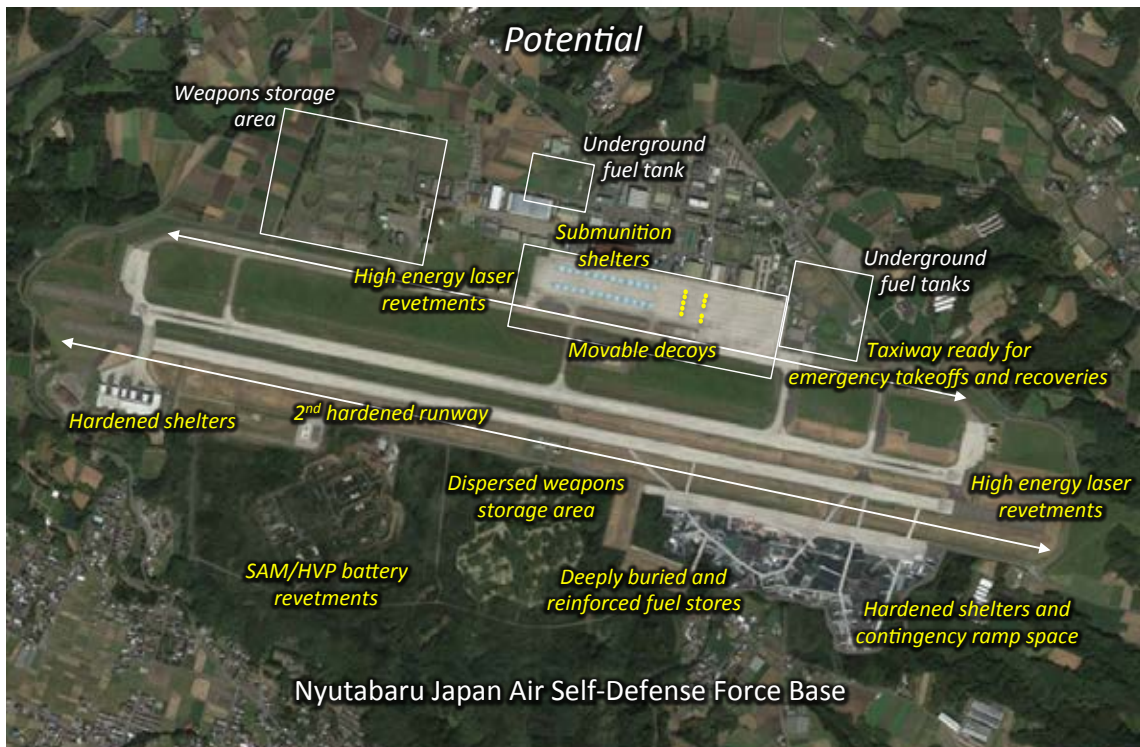 Potential
Weapons storage
area
Underground
fuel tank
Submunition
shelters
Underground
fuel tanks
High energy laser
revetments
Movable decoys
Taxiway ready for
emergency takeoffs and recoveries
Hardened shelters
2nd hardened runway
Dispersed weapons
storage area
High energy laser
revetments
SAM/HVP battery
revetments
Deeply buried and
reinforced fuel stores
Hardened shelters and
contingency ramp space
Nyutabaru Japan Air Self-Defense Force Base